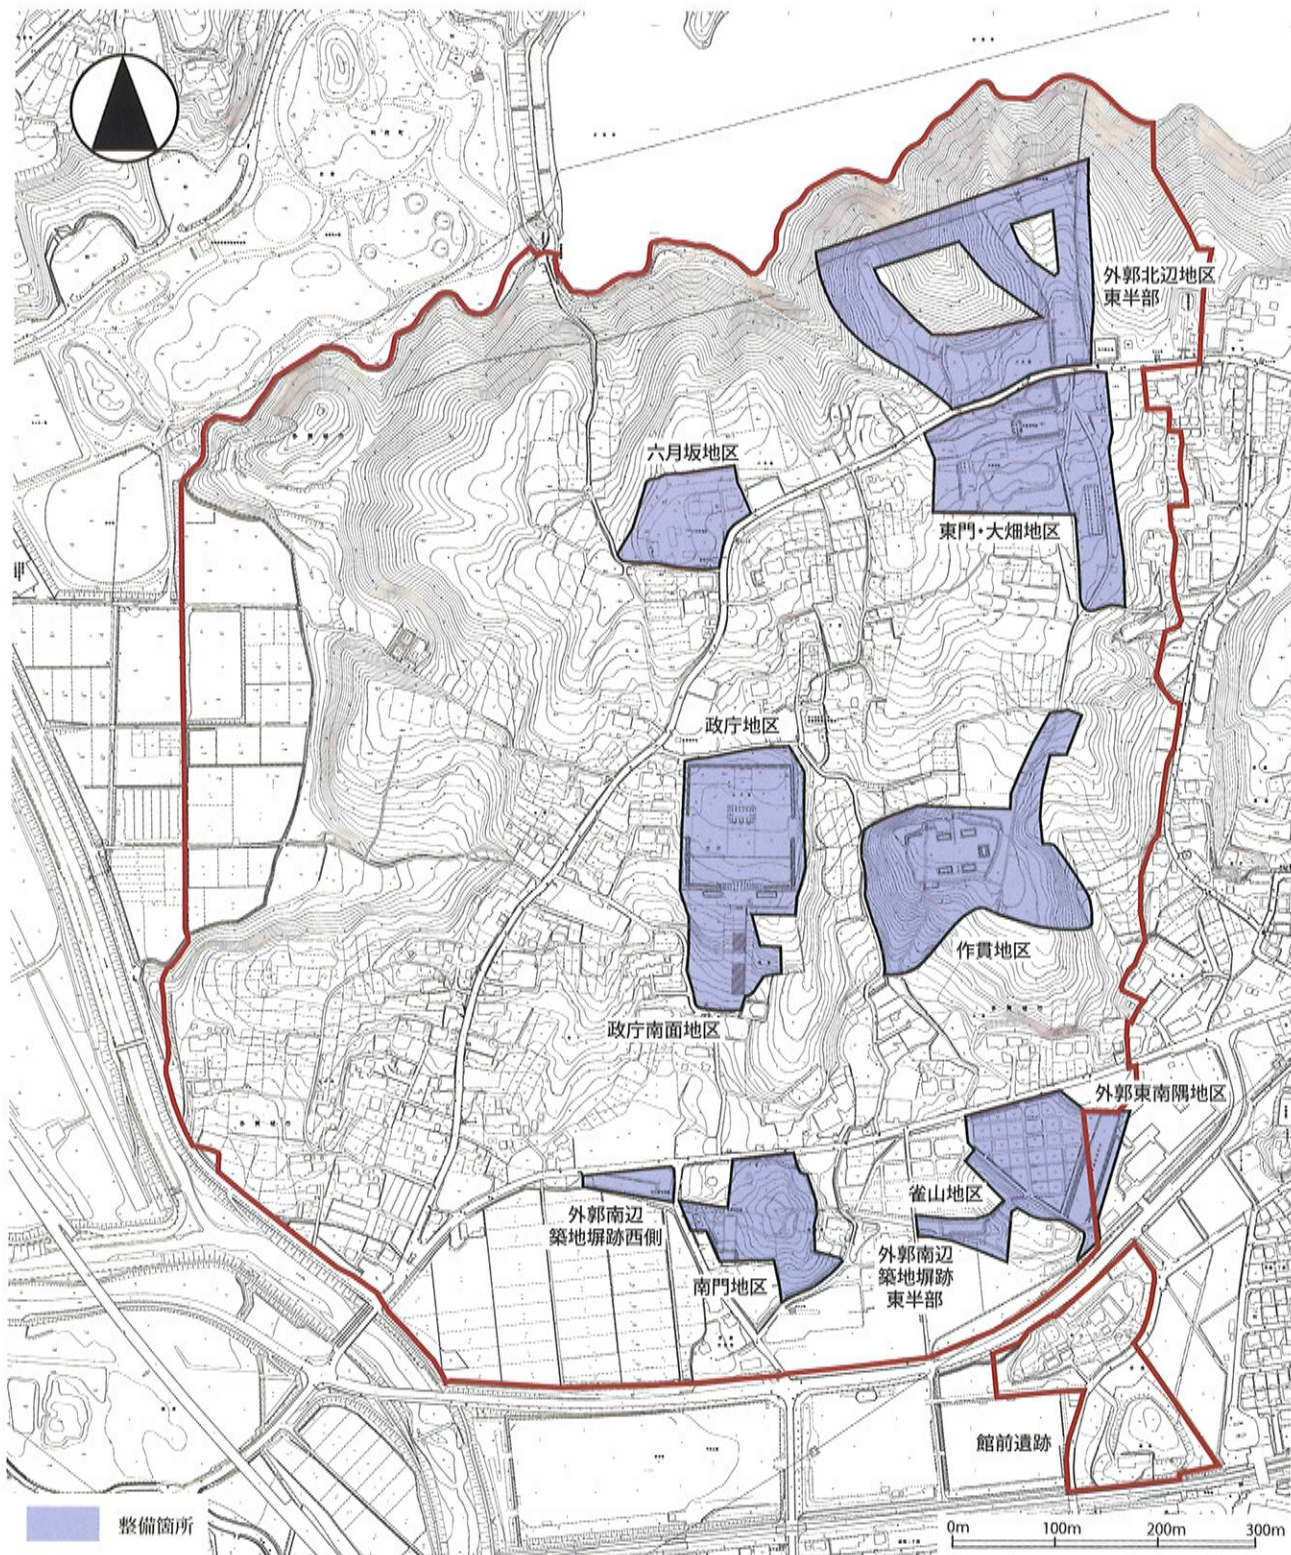 外郭北辺地区
東半部
六月坂地区
東門・大畑地区
政庁地区
作貫地区
政庁南面地区
外郭東南隅地区
雀山地区
外郭南辺
築地塀跡西側
外郭南辺
築地塀跡
東半部
南門地区
館前遺跡
整備箇所
0m 100m 200m 300m